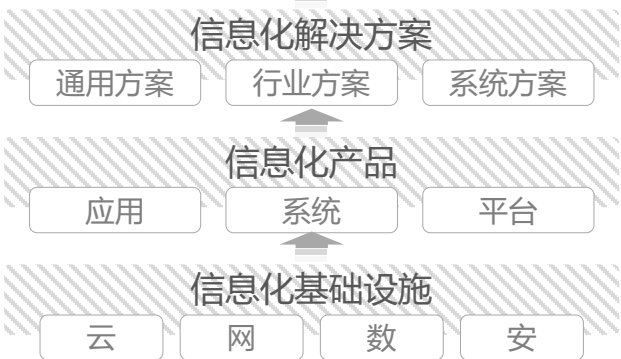 信息化解决方案
通用方案 行业方案 系统方案
信息化产品
应用 系统 平台
信息化基础设施
云 网 数 安